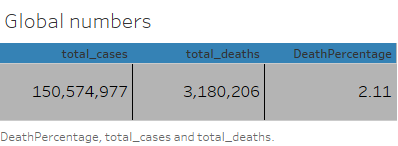 Global numbers
total_cases total_deaths DeathPercentage
150,574,977 3,180,206 2.11
DeathPercentage, total_cases and total_deaths.